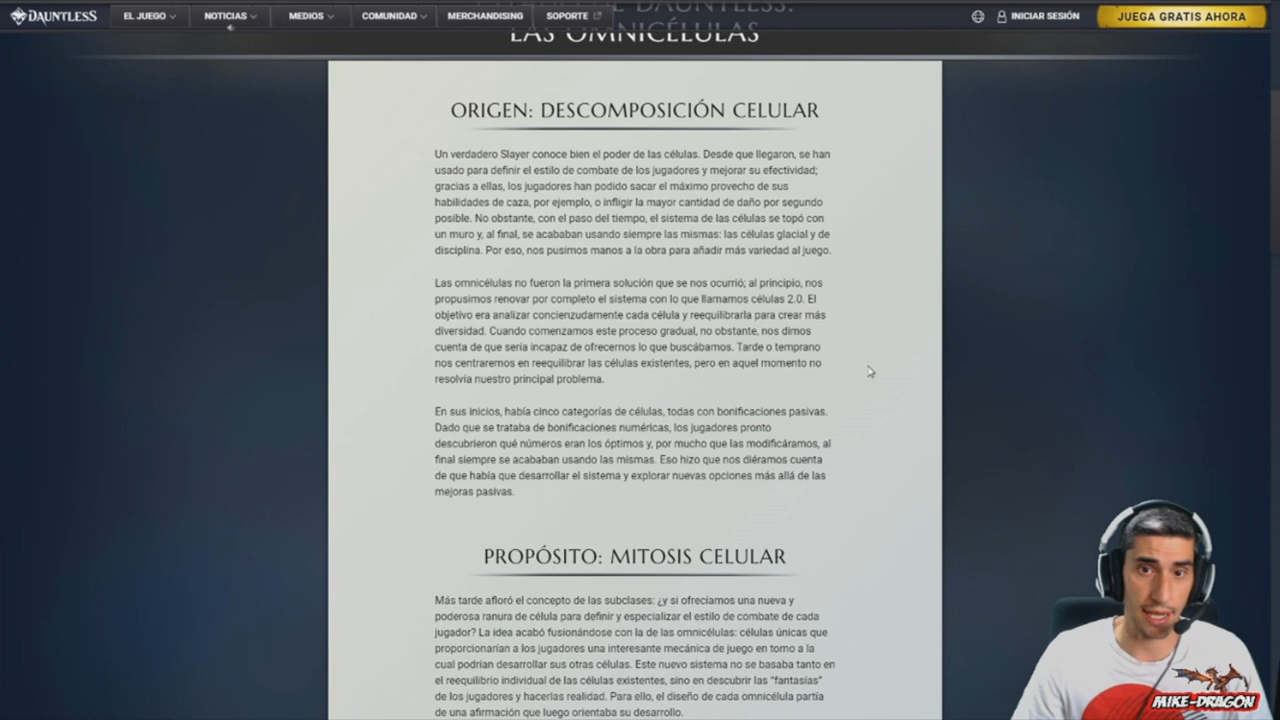 DAUNTLESS
EL JUEGO
NOTICIAS
MEDIOS
COMUNIDAD
MERCHANDISING
SOPORTE
INICIAR SESIÓN
JUEGA GRATIS AHORA
DAUNTLESS:
LAS OMNICÉLULAS
ORIGEN: DESCOMPOSICIÓN CELULAR
Un verdadero Slayer conoce bien el poder de las células. Desde que llegaron, se han
usado para definir el estilo de combate de los jugadores y mejorar su efectividad;
gracias a ellas, los jugadores han podido sacar el máximo provecho de sus
habilidades de caza, por ejemplo, o infligir la mayor cantidad de daño por segundo
posible. No obstante, con el paso del tiempo, el sistema de las células se topó con
un muro y, al final, se acababan usando siempre las mismas: las células glacial y de
disciplina. Por eso, nos pusimos manos a la obra para añadir más variedad al juego.
Las omnicélulas no fueron la primera solución que se nos ocurrió; al principio, nos
propusimos renovar por completo el sistema con lo que llamamos células 2.0. El
objetivo era analizar concienzudamente cada célula y reequilibrarla para crear más
diversidad. Cuando comenzamos este proceso gradual, no obstante, nos dimos
cuenta de que sería incapaz de ofrecernos lo que buscábamos. Tarde o temprano
nos centraremos en reequilibrar las células existentes, pero en aquel momento no
resolvía nuestro principal problema.
En sus inicios, había cinco categorías de células, todas con bonificaciones pasivas.
Dado que se trataba de bonificaciones numéricas, los jugadores pronto
descubrieron qué números eran los óptimos y, por mucho que las modificáramos, al
final siempre se acababan usando las mismas. Eso hizo que nos diéramos cuenta
de que había que desarrollar el sistema y explorar nuevas opciones más allá de las
mejoras pasivas.
PROPÓSITO: MITOSIS CELULAR
Más tarde afloró el concepto de las subclases: ¿y si ofrecíamos una nueva y
poderosa ranura de célula para definir y especializar el estilo de combate de cada
jugador? La idea acabó fusionándose con la de las omnicélulas: células únicas que
proporcionarían a los jugadores una interesante mecánica de juego en torno a la
cual podrían desarrollar sus otras células. Este nuevo sistema no se basaba tanto en
el reequilibrio individual de las células existentes, sino en descubrir las "fantasías"
de los jugadores y hacerlas realidad. Para ello, el diseño de cada omnicélula partía
de una afirmación que luego orientaba su desarrollo.
MIKE-DRAGON